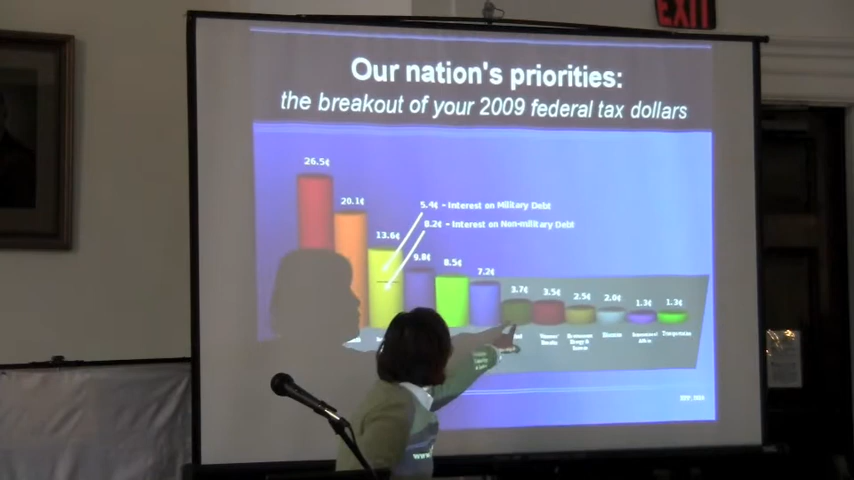 EXIT
Our nation's priorities:
the breakout of your 2009 federal tax dollars
26.5¢
20.1¢
5.4¢ - Interest on Military Debt
8.2¢ - Interest on Non-military Debt
13.6¢
9.8¢
8.5¢
7.2¢
3.7¢
3.5¢
2.5¢
2.0¢
1.3¢
1.3¢
Transportation
www